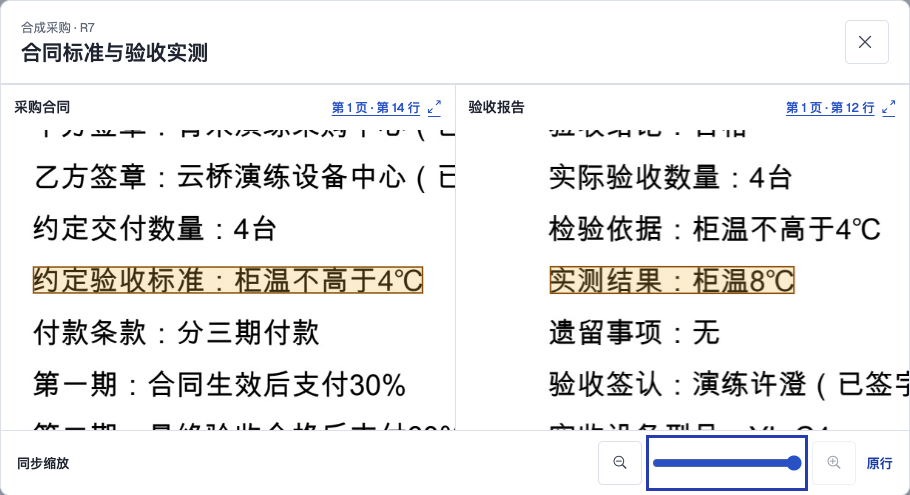 合成采购 · R7
合同标准与验收实测
采购合同
第 1 页 · 第 14 行
乙方签章：云桥演练设备中心（已
约定交付数量：4台
约定验收标准：柜温不高于4℃
付款条款：分三期付款
第一期：合同生效后支付30%
验收报告
第 1 页 · 第 12 行
实际验收数量：4台
检验依据：柜温不高于4℃
实测结果：柜温8℃
遗留事项：无
验收签认：演练许澄（已签字
同步缩放
原行